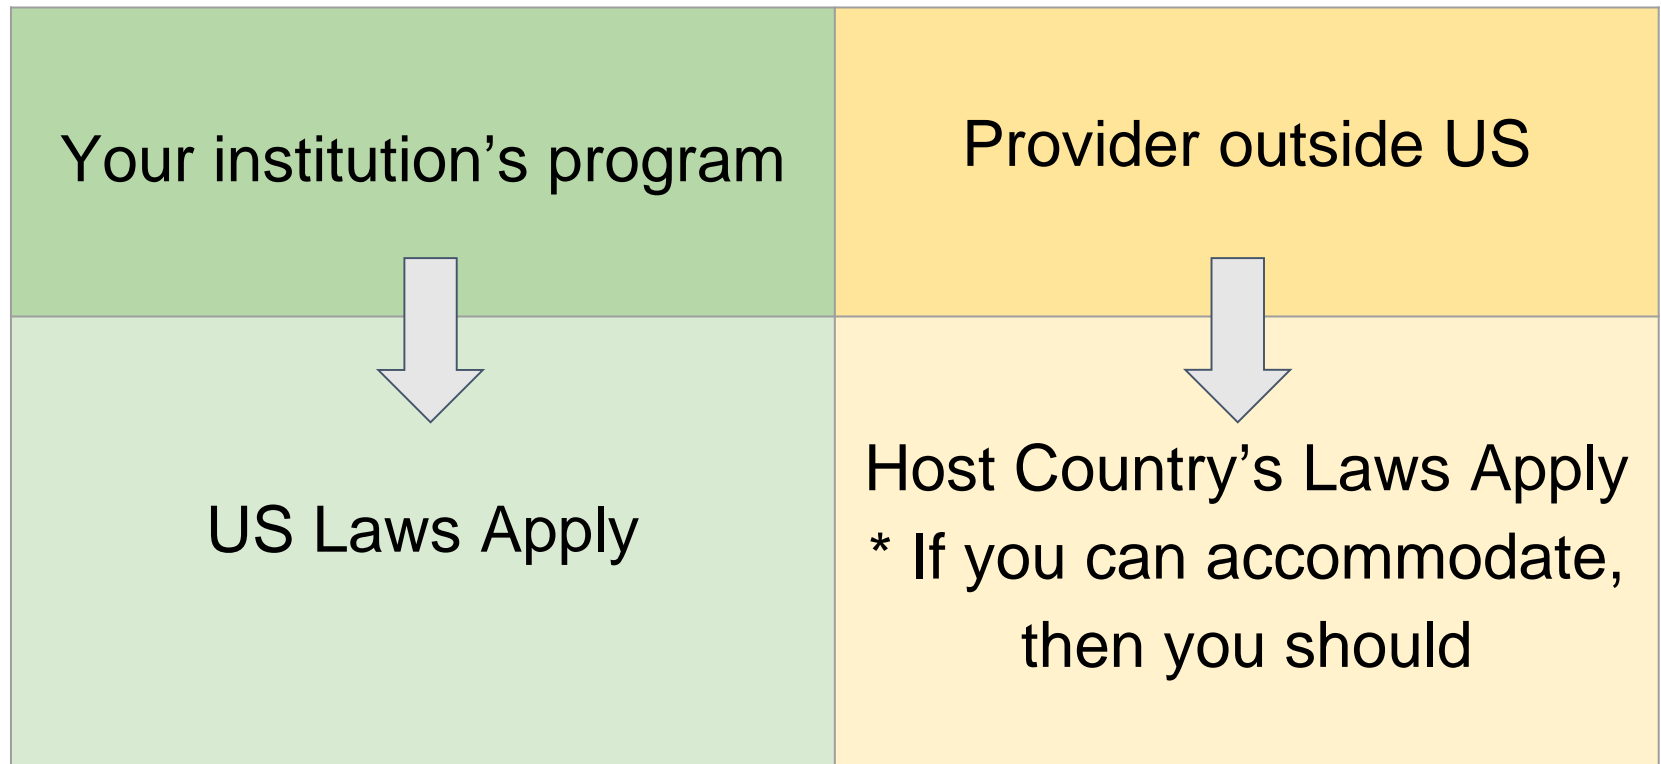 Your institution’s program
Provider outside US
US Laws Apply
Host Country’s Laws Apply
* If you can accommodate,
then you should